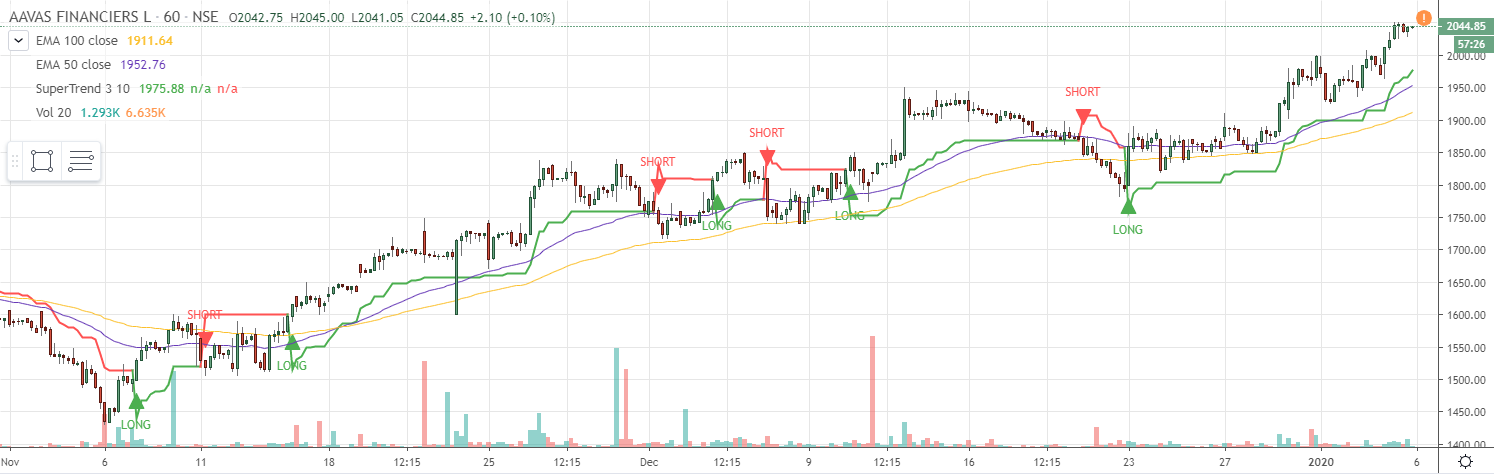 AAVAS FINANCIERS L · 60 · NSE O2042.75 H2045.00 L2041.05 C2044.85 +2.10 (+0.10%)
EMA 100 close 1911.64
EMA 50 close 1952.76
SuperTrend 3 10 1975.88 n/a n/a
Vol 20 1.293K 6.635K
!
2044.85
57:26
2000.00
1950.00
1900.00
1850.00
1800.00
1750.00
1700.00
1650.00
1600.00
1550.00
1500.00
1450.00
1400.00
SHORT
SHORT
SHORT
SHORT
LONG
LONG
LONG
LONG
LONG
Nov 6 11 18 12:15 25 12:15 Dec 12:15 9 12:15 16 12:15 23 27 2020 6